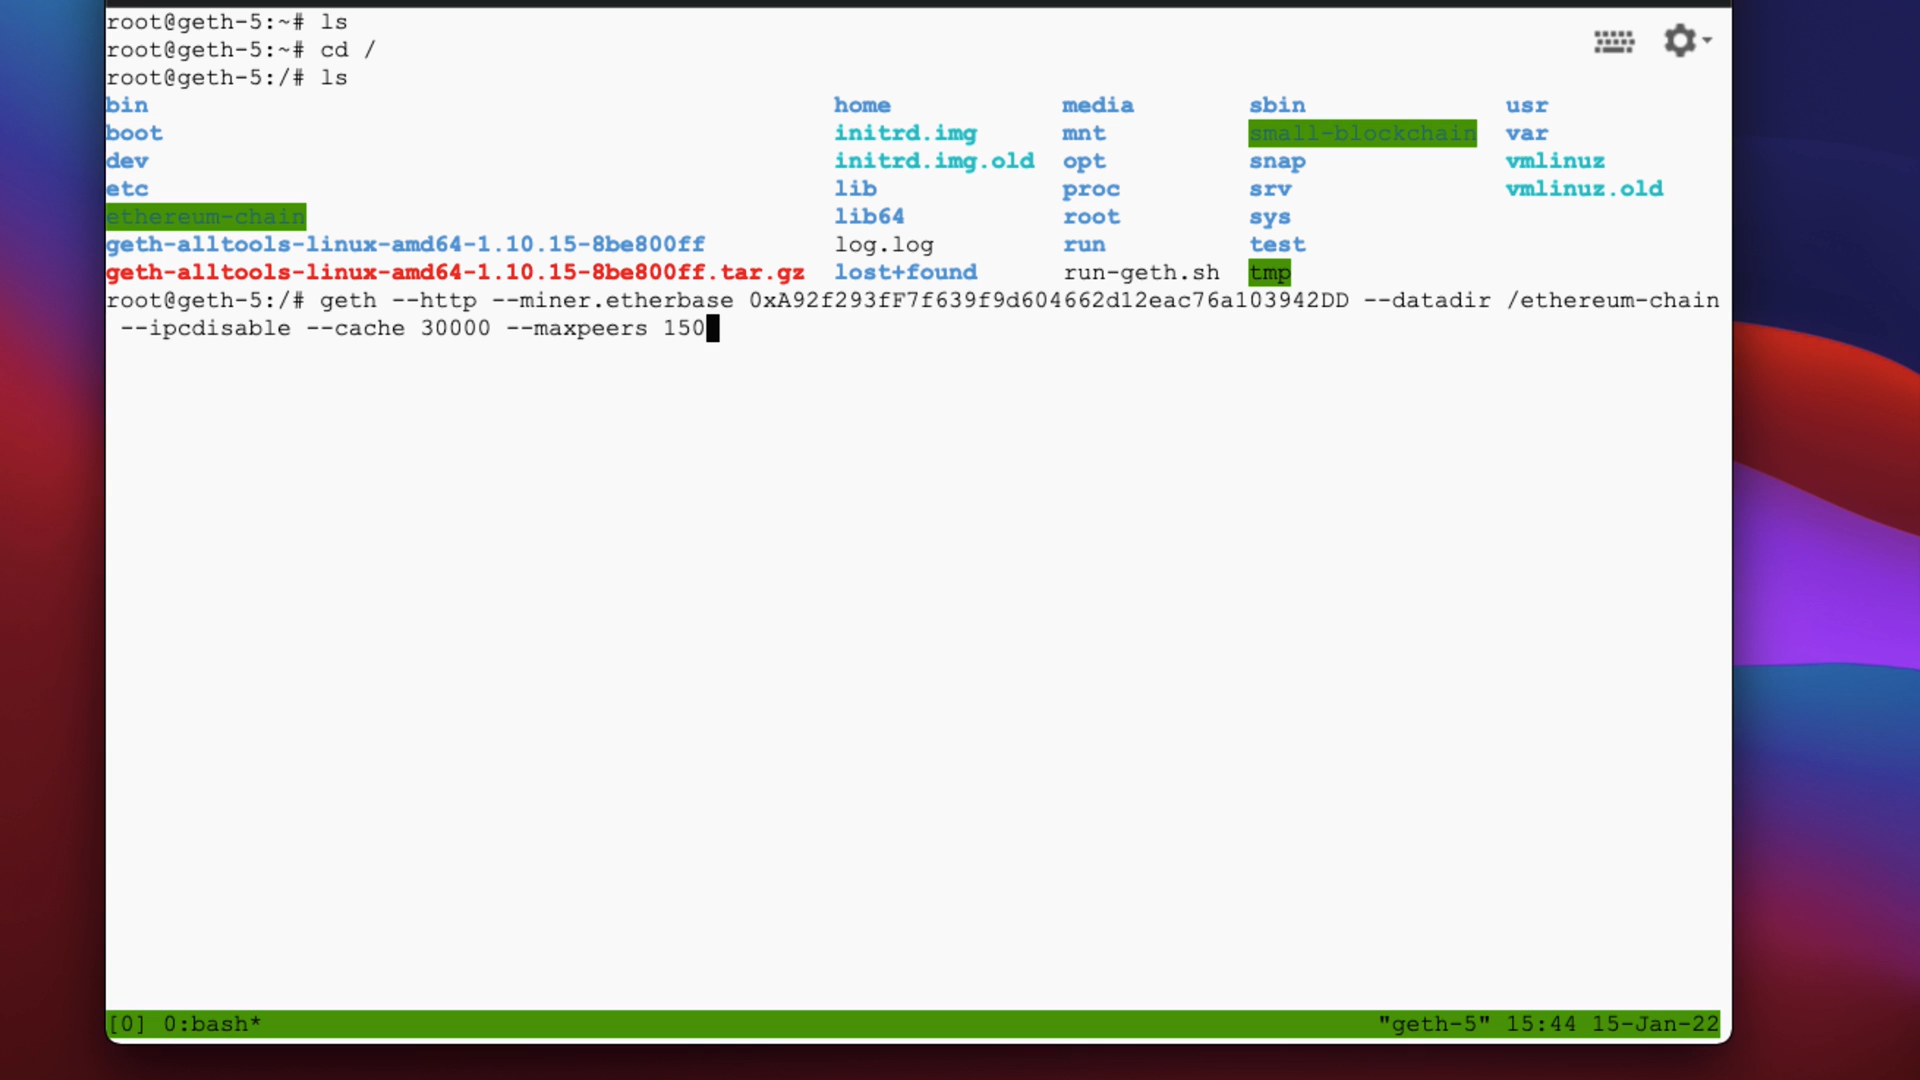 root@geth-5:~# ls
root@geth-5:~# cd /
root@geth-5:/# ls
bin home media sbin usr
boot initrd.img mnt small-blockchain var
dev initrd.img.old opt snap vmlinuz
etc lib proc srv vmlinuz.old
ethereum-chain lib64 root sys
geth-alltools-linux-amd64-1.10.15-8be800ff log.log run test
geth-alltools-linux-amd64-1.10.15-8be800ff.tar.gz lost+found run-geth.sh tmp
root@geth-5:/# geth --http --miner.etherbase 0xA92f293fF7f639f9d604662d12eac76a103942DD --datadir /ethereum-chain
--ipcdisable --cache 30000 --maxpeers 150
[0] 0:bash* "geth-5" 15:44 15-Jan-22